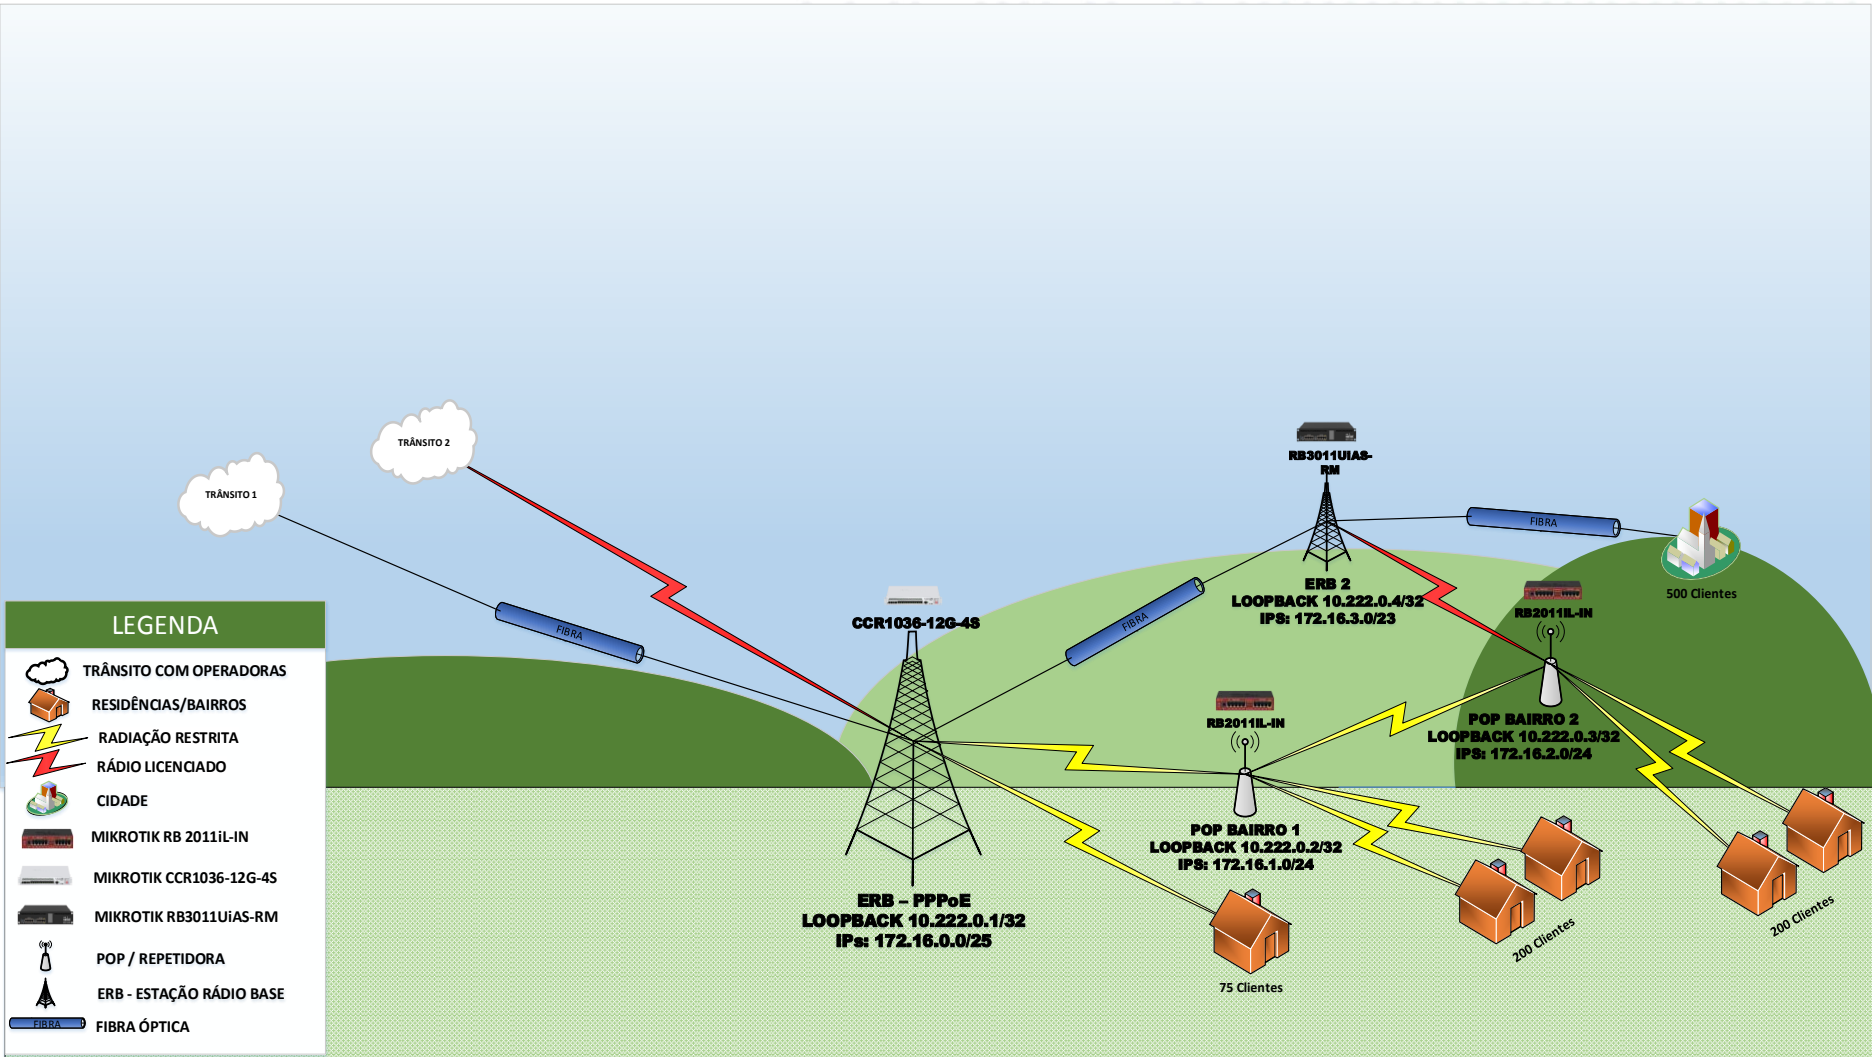 TRÂNSITO 2
TRÂNSITO 1
RB3011UIAS-
RM
FIBRA
ERB 2
LOOPBACK 10.222.0.4/32
IPS: 172.16.3.0/23
500 Clientes
RB2011IL-IN
CCR1036-12G-4S
FIBRA
FIBRA
RB2011IL-IN
POP BAIRRO 2
LOOPBACK 10.222.0.3/32
IPS: 172.16.2.0/24
POP BAIRRO 1
LOOPBACK 10.222.0.2/32
IPS: 172.16.1.0/24
ERB – PPPoE
LOOPBACK 10.222.0.1/32
IPs: 172.16.0.0/25
200 Clientes
200 Clientes
75 Clientes
LEGENDA
TRÂNSITO COM OPERADORAS
RESIDÊNCIAS/BAIRROS
RADIAÇÃO RESTRITA
RÁDIO LICENCIADO
CIDADE
MIKROTIK RB 2011iL-IN
MIKROTIK CCR1036-12G-4S
MIKROTIK RB3011UiAS-RM
POP / REPETIDORA
ERB - ESTAÇÃO RÁDIO BASE
FIBRA
FIBRA ÓPTICA